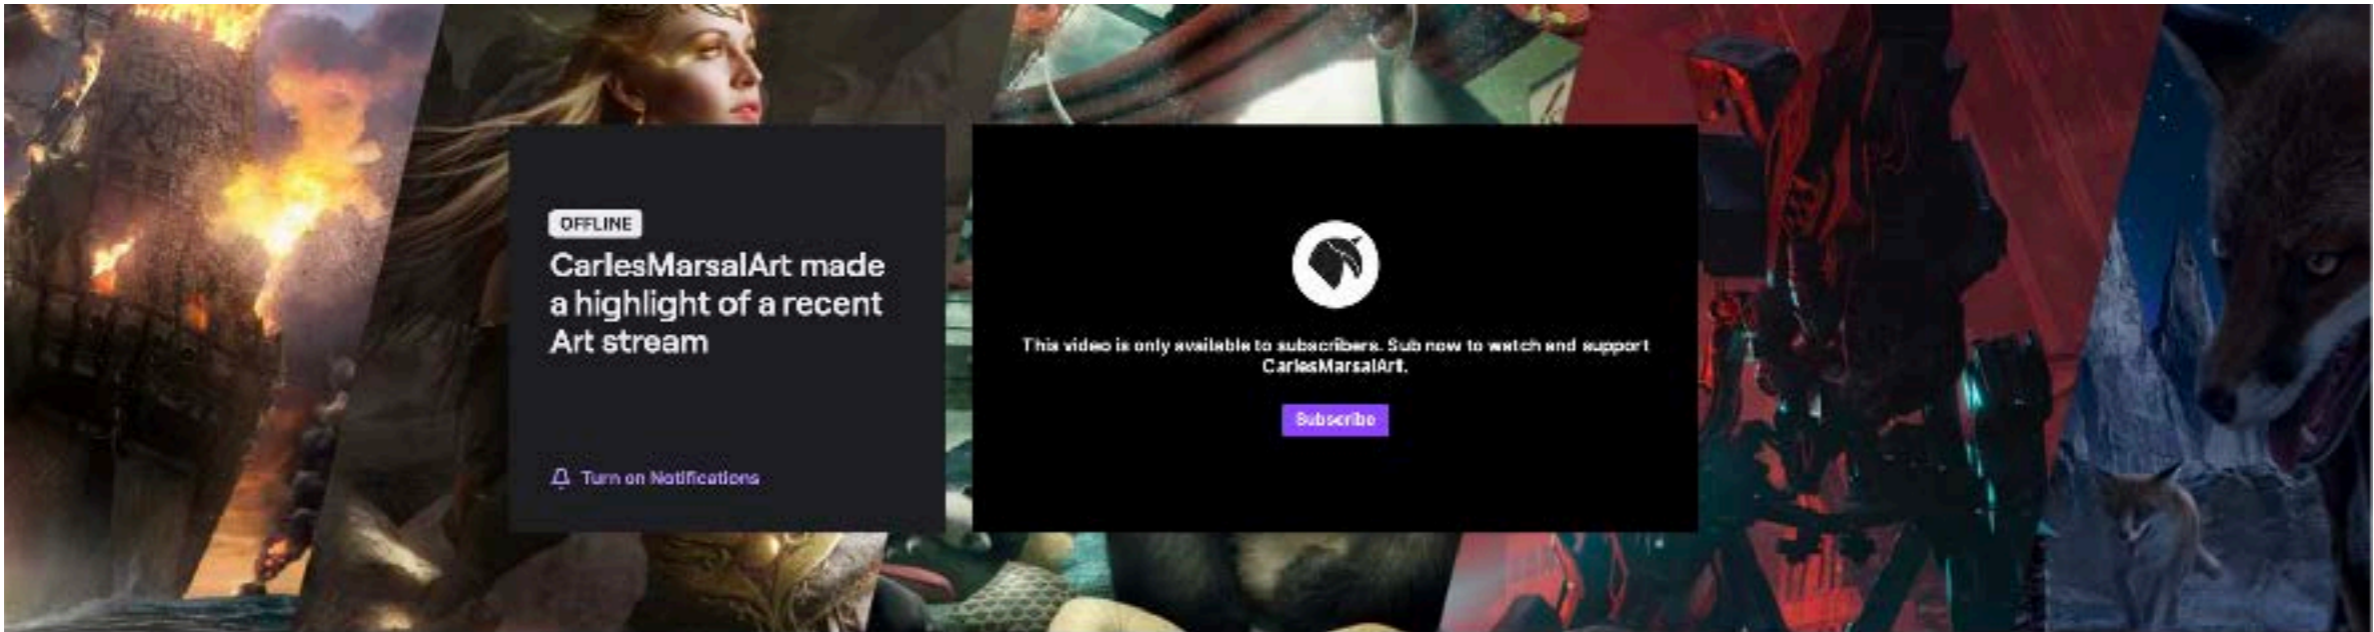 OFFLINE
CarlesMarsalArt made
a highlight of a recent
Art stream
Turn on Notifications
This video is only available to subscribers. Sub now to watch and support
CarlesMarsalArt.
Subscribe